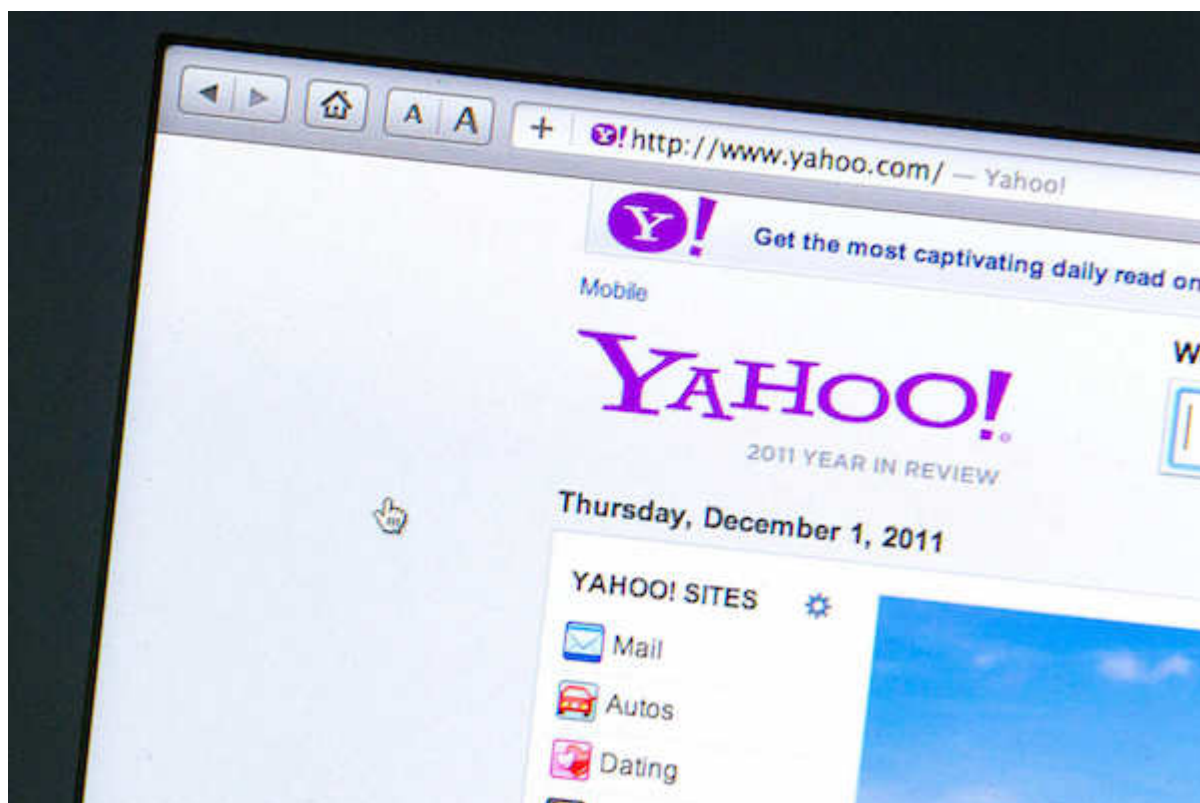 A A + Y! http://www.yahoo.com/ — Yahoo!
Y! Get the most captivating daily read on
Mobile
YAHOO!
2011 YEAR IN REVIEW
Thursday, December 1, 2011
YAHOO! SITES
Mail
Autos
Dating